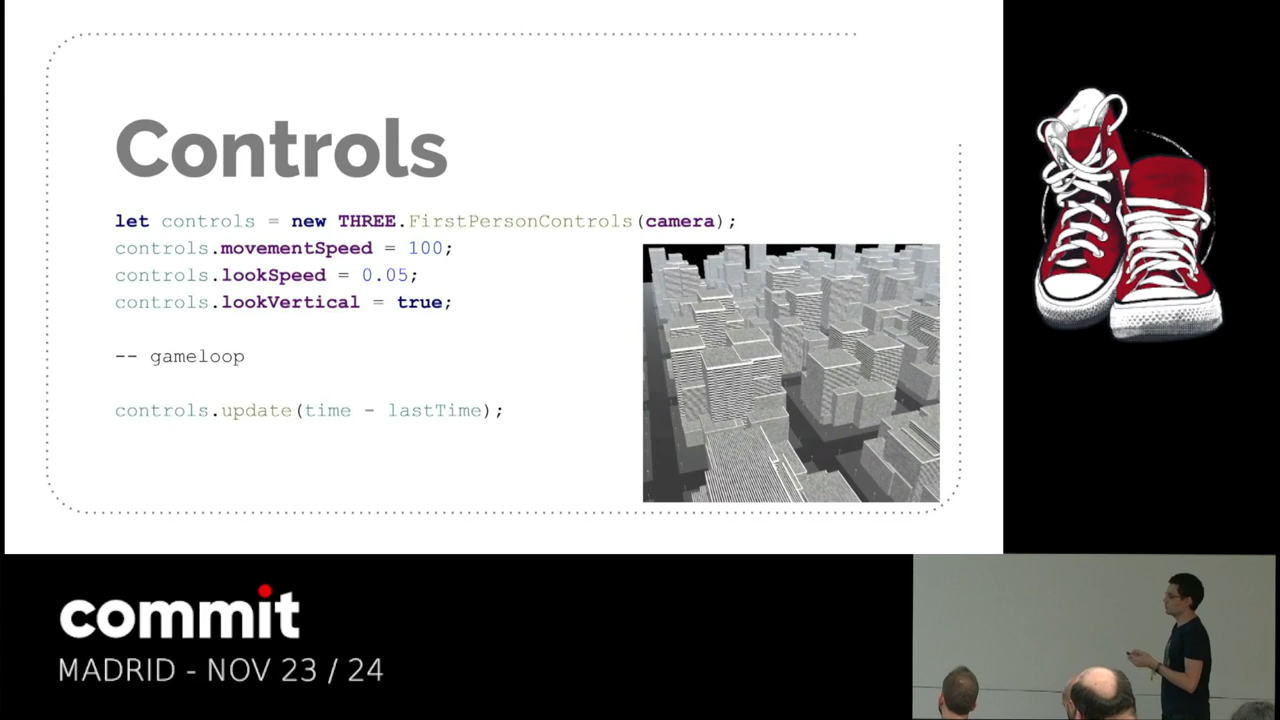 Controls
let controls = new THREE.FirstPersonControls(camera);
controls.movementSpeed = 100;
controls.lookSpeed = 0.05;
controls.lookVertical = true;
-- gameloop
controls.update(time - lastTime);
commit
MADRID - NOV 23 / 24